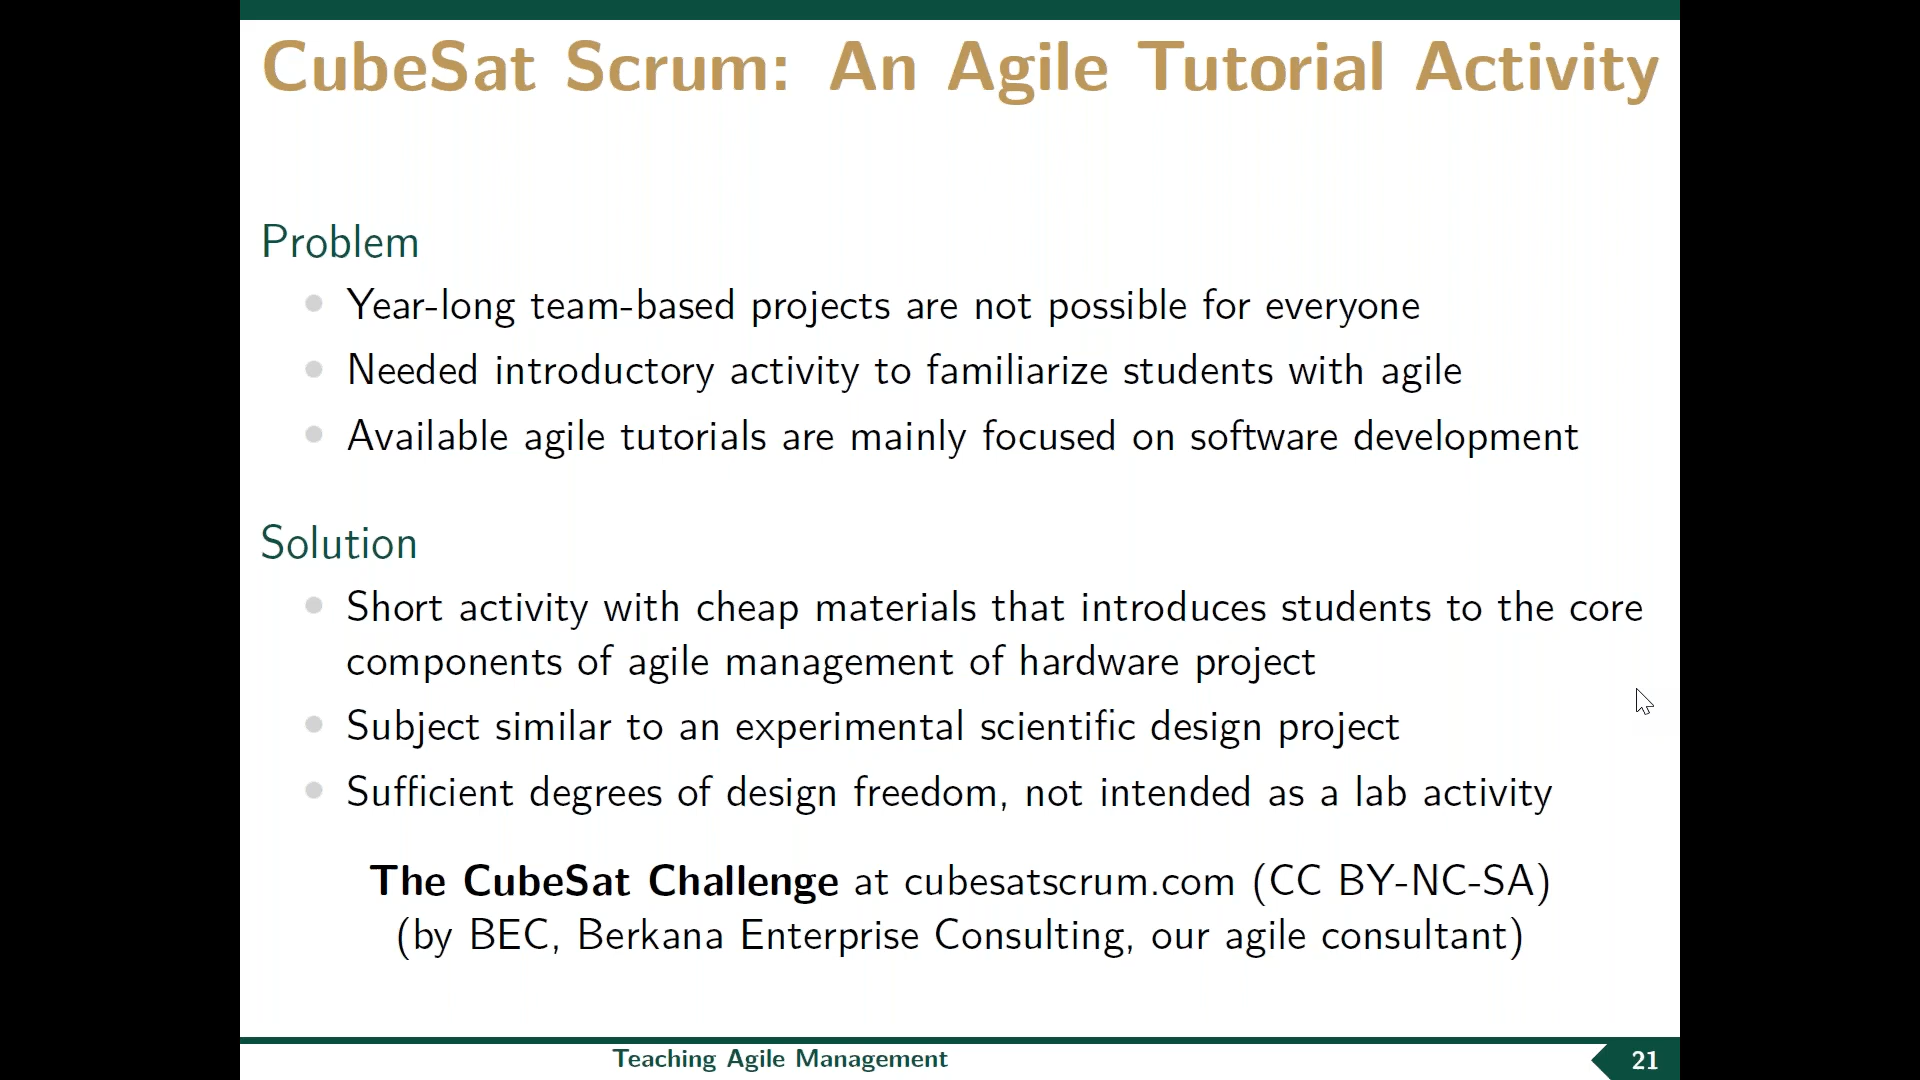 CubeSat Scrum: An Agile Tutorial Activity
Problem
Year-long team-based projects are not possible for everyone
Needed introductory activity to familiarize students with agile
Available agile tutorials are mainly focused on software development
Solution
Short activity with cheap materials that introduces students to the core
components of agile management of hardware project
Subject similar to an experimental scientific design project
Sufficient degrees of design freedom, not intended as a lab activity
The CubeSat Challenge at cubesatscrum.com (CC BY-NC-SA)
(by BEC, Berkana Enterprise Consulting, our agile consultant)
Teaching Agile Management
21